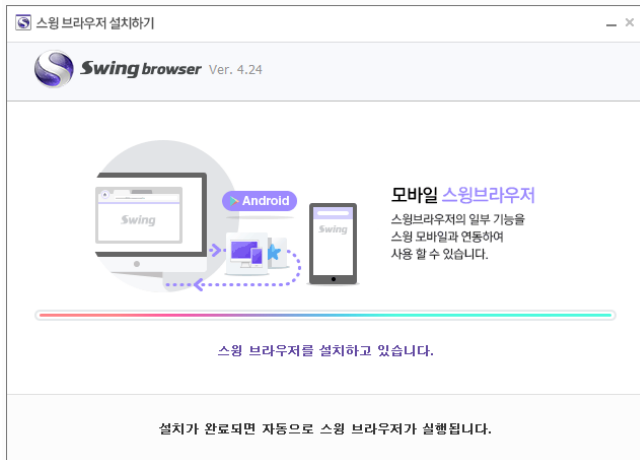 스윙 브라우저 설치하기
Swing browser Ver. 4.24
Swing
Android
Swing
모바일 스윙브라우저
스윙브라우저의 일부 기능을
스윙 모바일과 연동하여
사용 할 수 있습니다.
스윙 브라우저를 설치하고 있습니다.
설치가 완료되면 자동으로 스윙 브라우저가 실행됩니다.